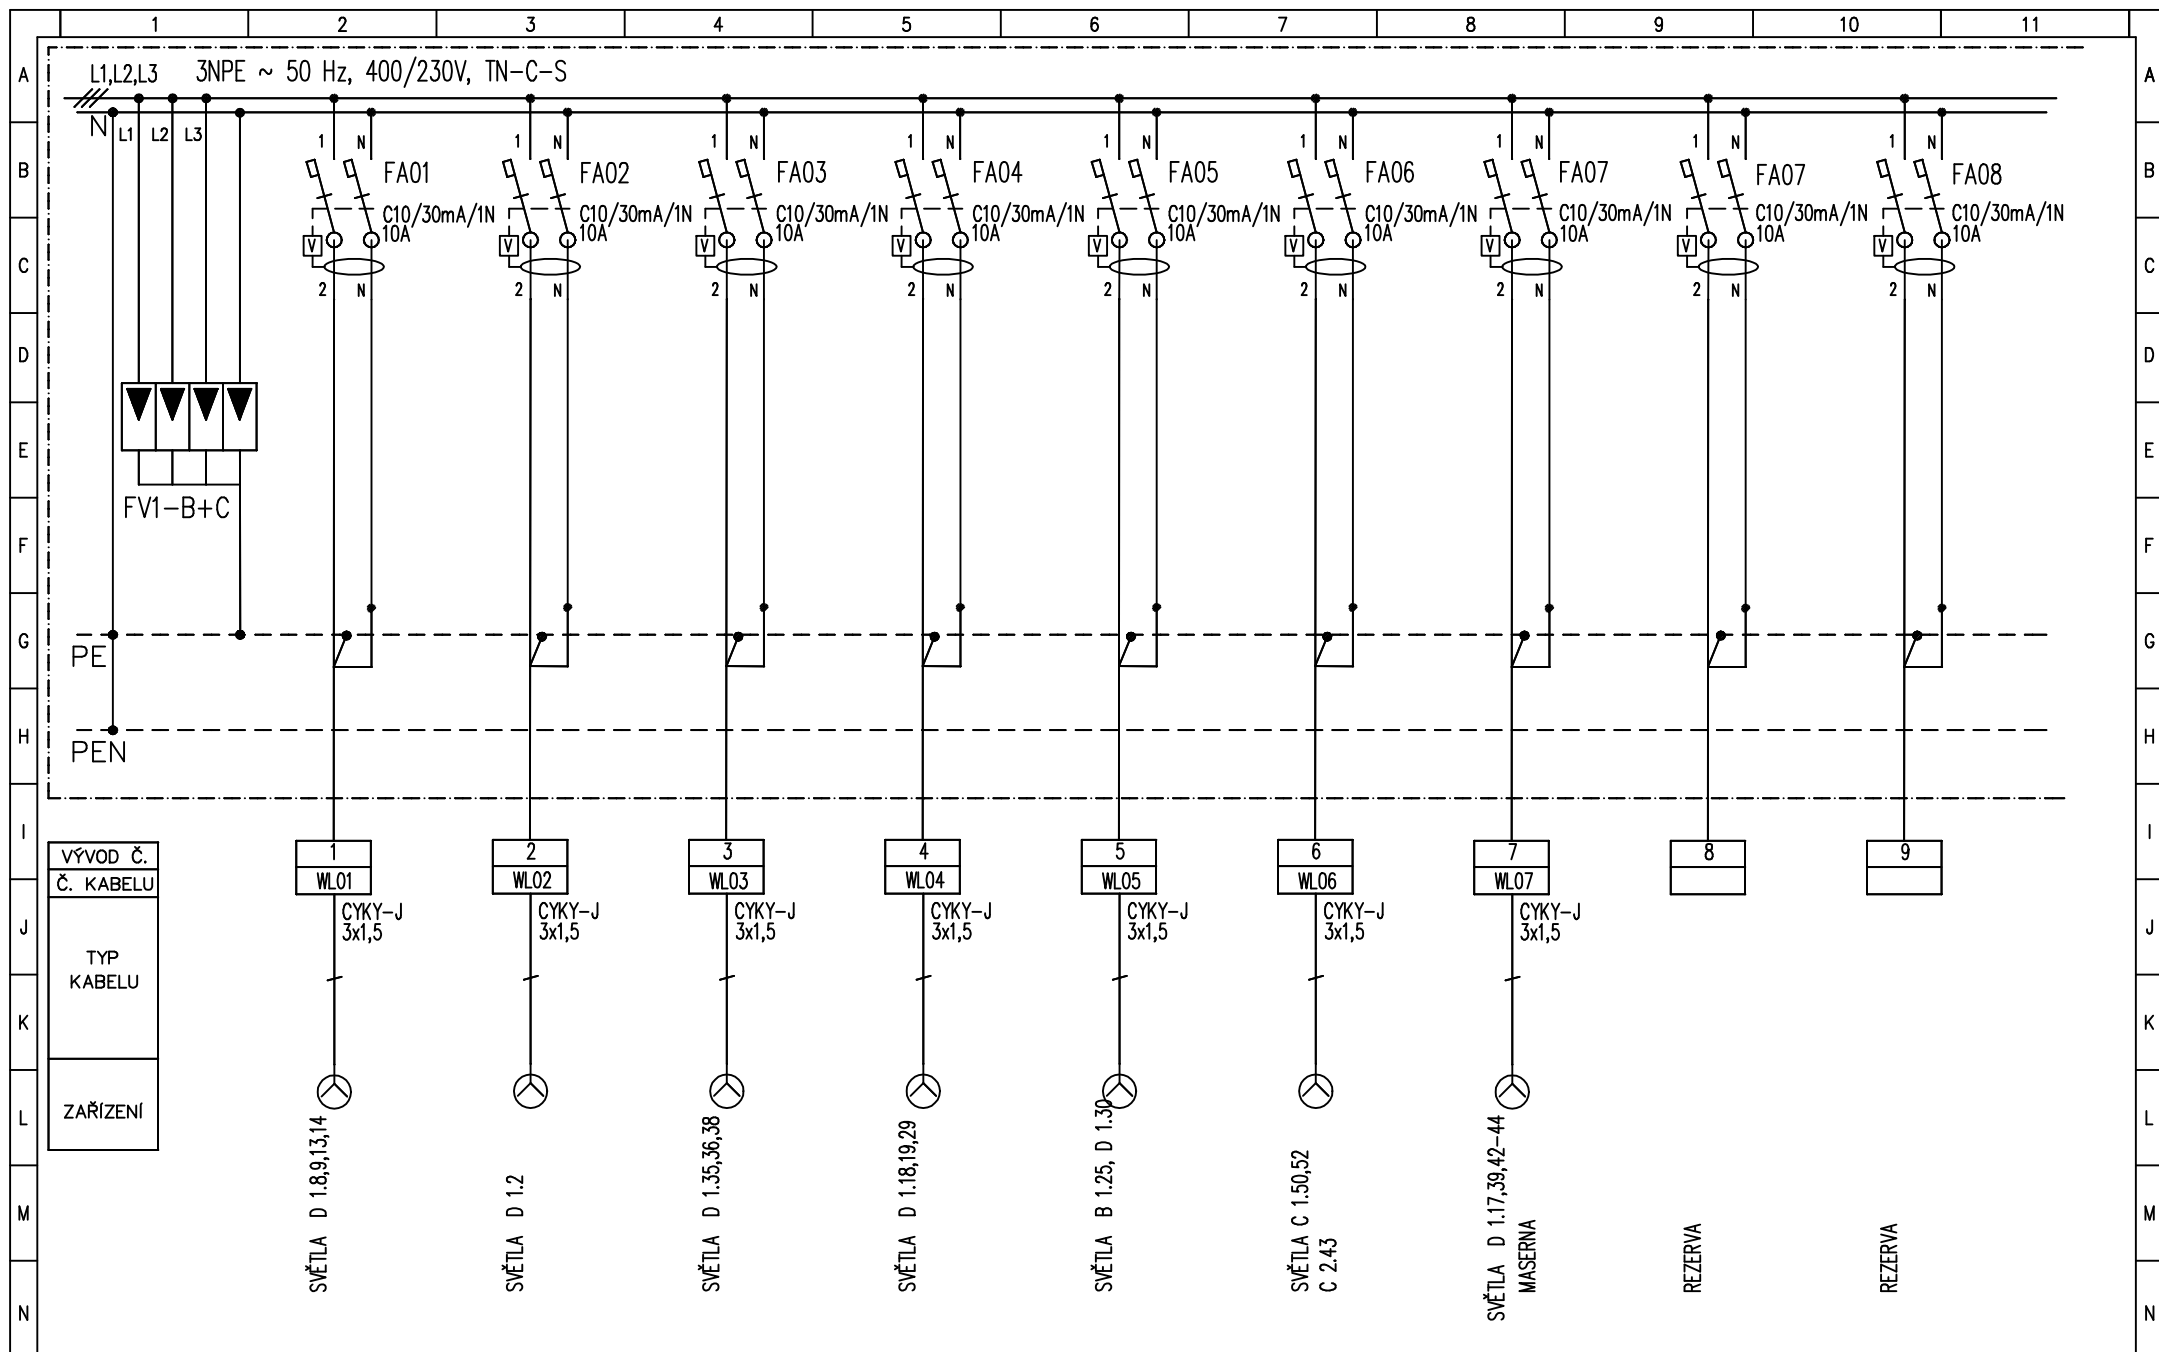 1 2 3 4 5 6 7 8 9 10 11
A L1,L2,L3 3NPE ~ 50 Hz, 400/230V, TN-C-S A
N L1 L2 L3
1 N 1 N 1 N 1 N 1 N 1 N 1 N 1 N 1 N
B FA01 FA02 FA03 FA04 FA05 FA06 FA07 FA07 FA08 B
C10/30mA/1N C10/30mA/1N C10/30mA/1N C10/30mA/1N C10/30mA/1N C10/30mA/1N C10/30mA/1N C10/30mA/1N C10/30mA/1N
10A 10A 10A 10A 10A 10A 10A 10A 10A
V V V V V V V V V
C C
2 N 2 N 2 N 2 N 2 N 2 N 2 N 2 N 2 N
D D
E E
FV1-B+C
F F
G G
PE
H H
PEN
I I
VÝVOD Č. 1 2 3 4 5 6 7 8 9
Č. KABELU WL01 WL02 WL03 WL04 WL05 WL06 WL07
CYKY-J CYKY-J CYKY-J CYKY-J CYKY-J CYKY-J CYKY-J
J 3x1,5 3x1,5 3x1,5 3x1,5 3x1,5 3x1,5 3x1,5 J
TYP
KABELU
K K
ZAŘÍZENÍ
L L
SVĚTLA D 1.8,9,13,14
SVĚTLA D 1.2
SVĚTLA D 1.35,36,38
SVĚTLA D 1.18,19,29
SVĚTLA B 1.25, D 1.30
SVĚTLA C 1.50,52
C 2.43
SVĚTLA D 1.17,39,42-44
MASERNA
REZERVA
REZERVA
M M
N N